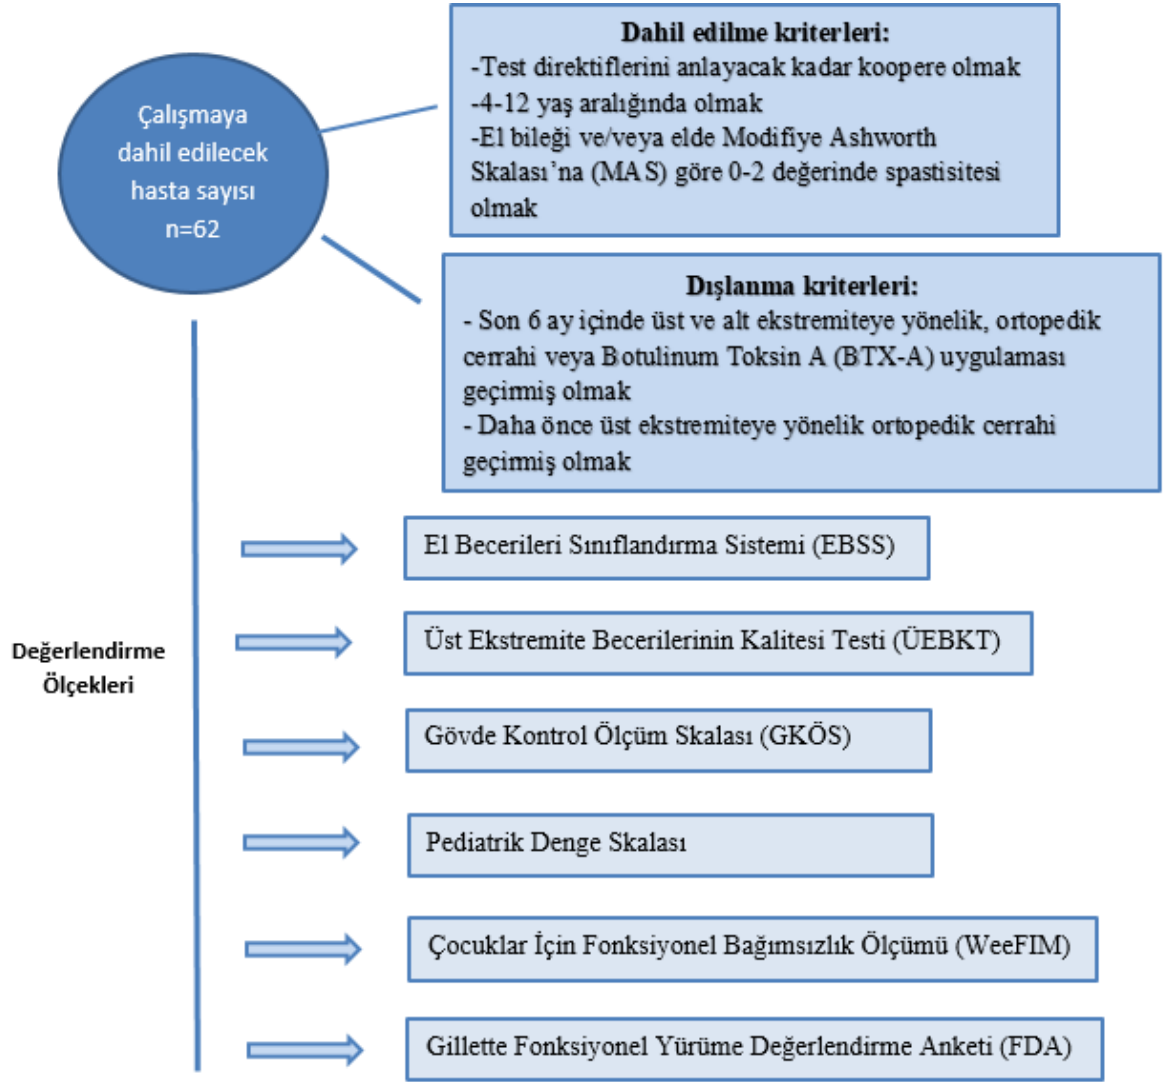 Çalışmaya
dahil edilecek
hasta sayısı
n=62
Dahil edilme kriterleri:
-Test direktiflerini anlayacak kadar koopere olmak
-4-12 yaş aralığında olmak
-El bileği ve/veya elde Modifiye Ashworth
Skalası’na (MAS) göre 0-2 değerinde spastisitesi
olmak
Dışlanma kriterleri:
- Son 6 ay içinde üst ve alt ekstremiteye yönelik, ortopedik
cerrahi veya Botulinum Toksin A (BTX-A) uygulaması
geçirmiş olmak
- Daha önce üst ekstremiteye yönelik ortopedik cerrahi
geçirmiş olmak
Değerlendirme
Ölçekleri
El Becerileri Sınıflandırma Sistemi (EBSS)
Üst Ekstremite Becerilerinin Kalitesi Testi (ÜEBKT)
Gövde Kontrol Ölçüm Skalası (GKÖS)
Pediatrik Denge Skalası
Çocuklar İçin Fonksiyonel Bağımsızlık Ölçümü (WeeFIM)
Gillette Fonksiyonel Yürüme Değerlendirme Anketi (FDA)